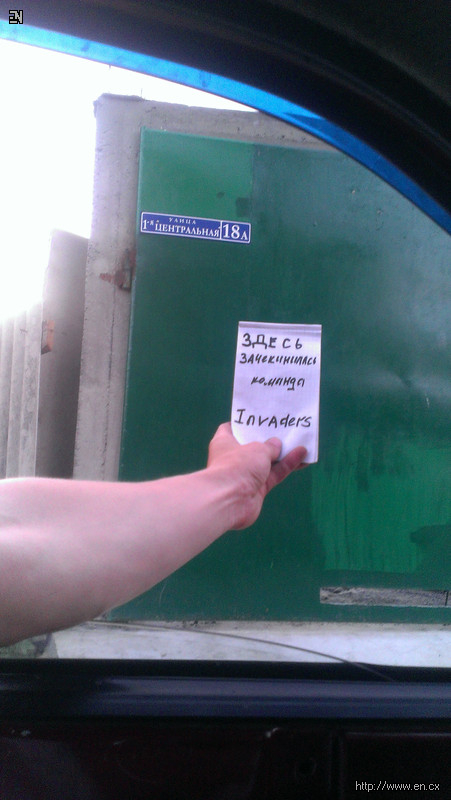 EN
УЛИЦА
1-я ЦЕНТРАЛЬНАЯ 18А
ЗДЕСЬ
ЗАЧЕКИНИЛАСЬ
команда
Invaders
http://www.en.cx